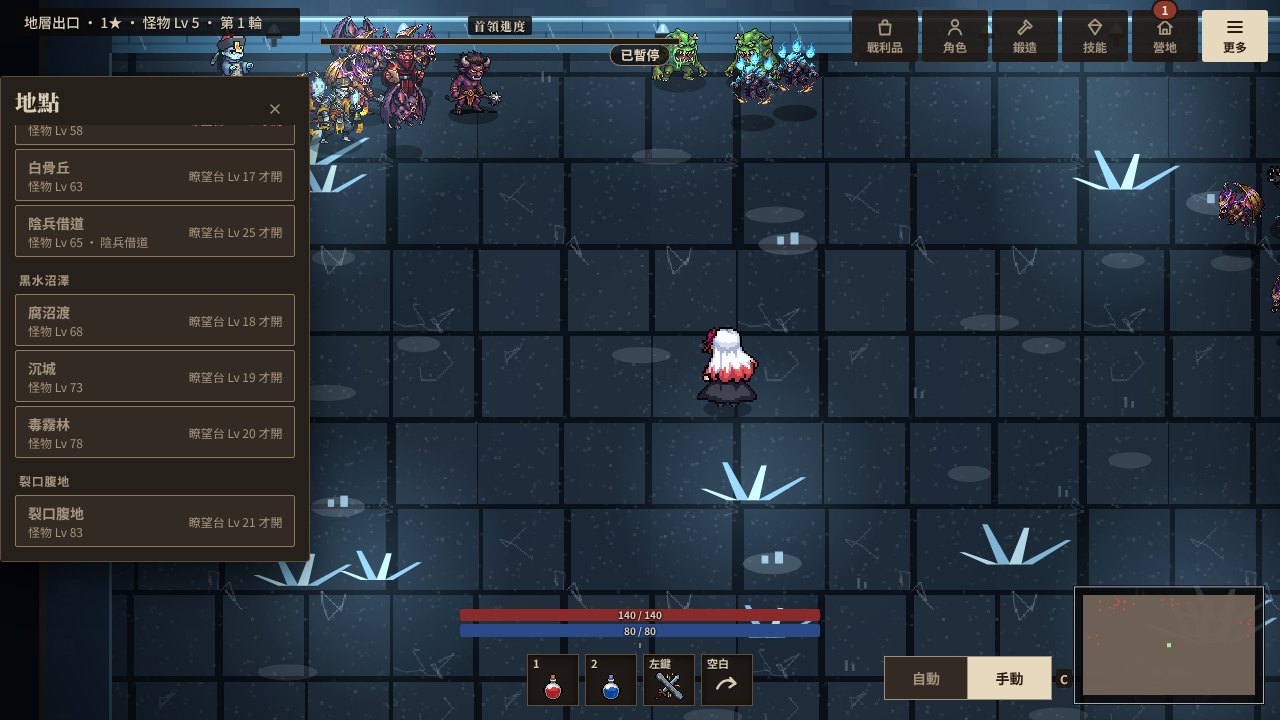 地層出口 · 1★ · 怪物 Lv 5 · 第 1 輪
首領進度
已暫停
戰利品
角色
鍛造
技能
1
營地
更多
地點
怪物 Lv 58
白骨丘
怪物 Lv 63
瞭望台 Lv 17 才開
陰兵借道
怪物 Lv 65 · 陰兵借道
瞭望台 Lv 25 才開
黑水沼澤
腐沼渡
怪物 Lv 68
瞭望台 Lv 18 才開
沉城
怪物 Lv 73
瞭望台 Lv 19 才開
毒霧林
怪物 Lv 78
瞭望台 Lv 20 才開
裂口腹地
裂口腹地
怪物 Lv 83
瞭望台 Lv 21 才開
140 / 140
80 / 80
1
2
左鍵
空白
自動
手動
C